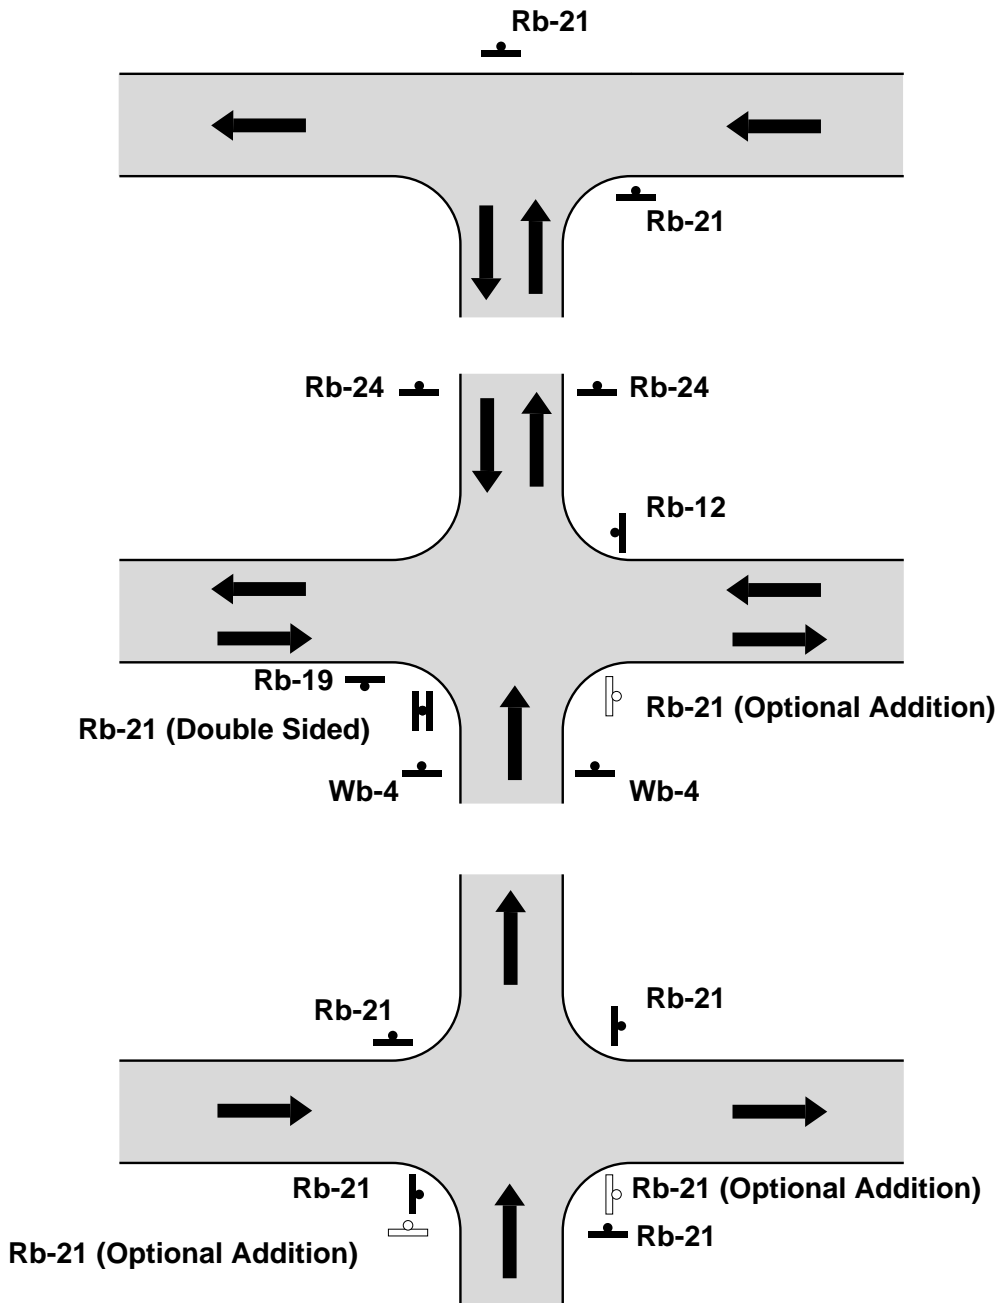 Rb-21
Rb-21
Rb-24
Rb-24
Rb-12
Rb-19
Rb-21 (Double Sided)
Rb-21 (Optional Addition)
Wb-4
Wb-4
Rb-21
Rb-21
Rb-21
Rb-21 (Optional Addition)
Rb-21
Rb-21 (Optional Addition)